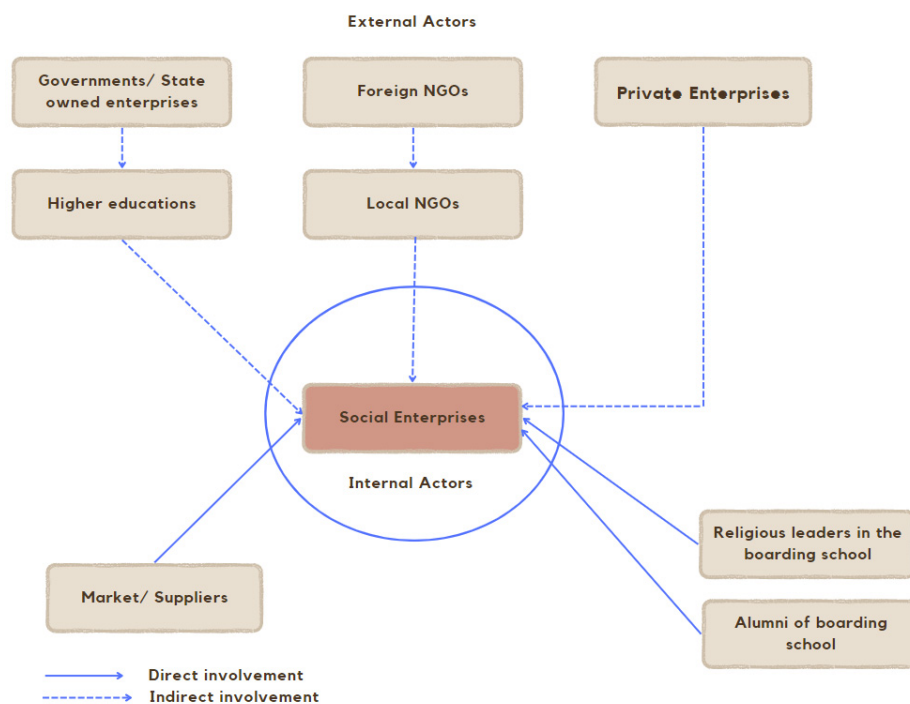 External Actors
Governments/ State
owned enterprises
Foreign NGOs
Private Enterprises
Higher educations
Local NGOs
Social Enterprises
Internal Actors
Religious leaders in the
boarding school
Market/ Suppliers
Alumni of boarding
school
Direct involvement
Indirect involvement